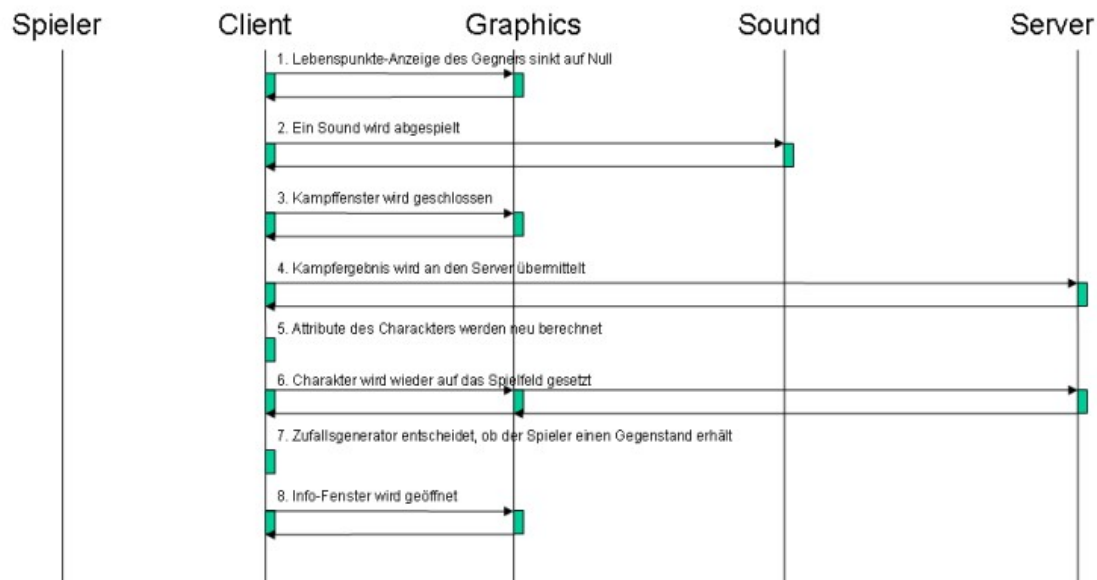 Spieler Client Graphics Sound Server
1. Lebenspunkte-Anzeige des Gegners sinkt auf Null
2. Ein Sound wird abgespielt
3. Kampffenster wird geschlossen
4. Kampfergebnis wird an den Server übermittelt
5. Attribute des Charackters werden neu berechnet
6. Charakter wird wieder auf das Spielfeld gesetzt
7. Zufallsgenerator entscheidet, ob der Spieler einen Gegenstand erhält
8. Info-Fenster wird geöffnet